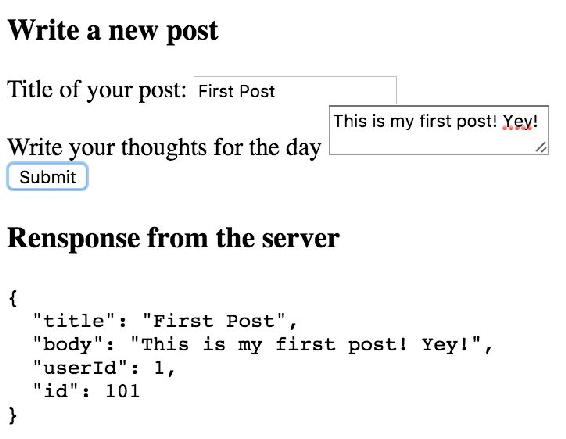 Write a new post
Title of your post: First Post
This is my first post! Yey!
Write your thoughts for the day
Submit
Rensponse from the server
{
"title": "First Post",
"body": "This is my first post! Yey!",
"userId": 1,
"id": 101
}